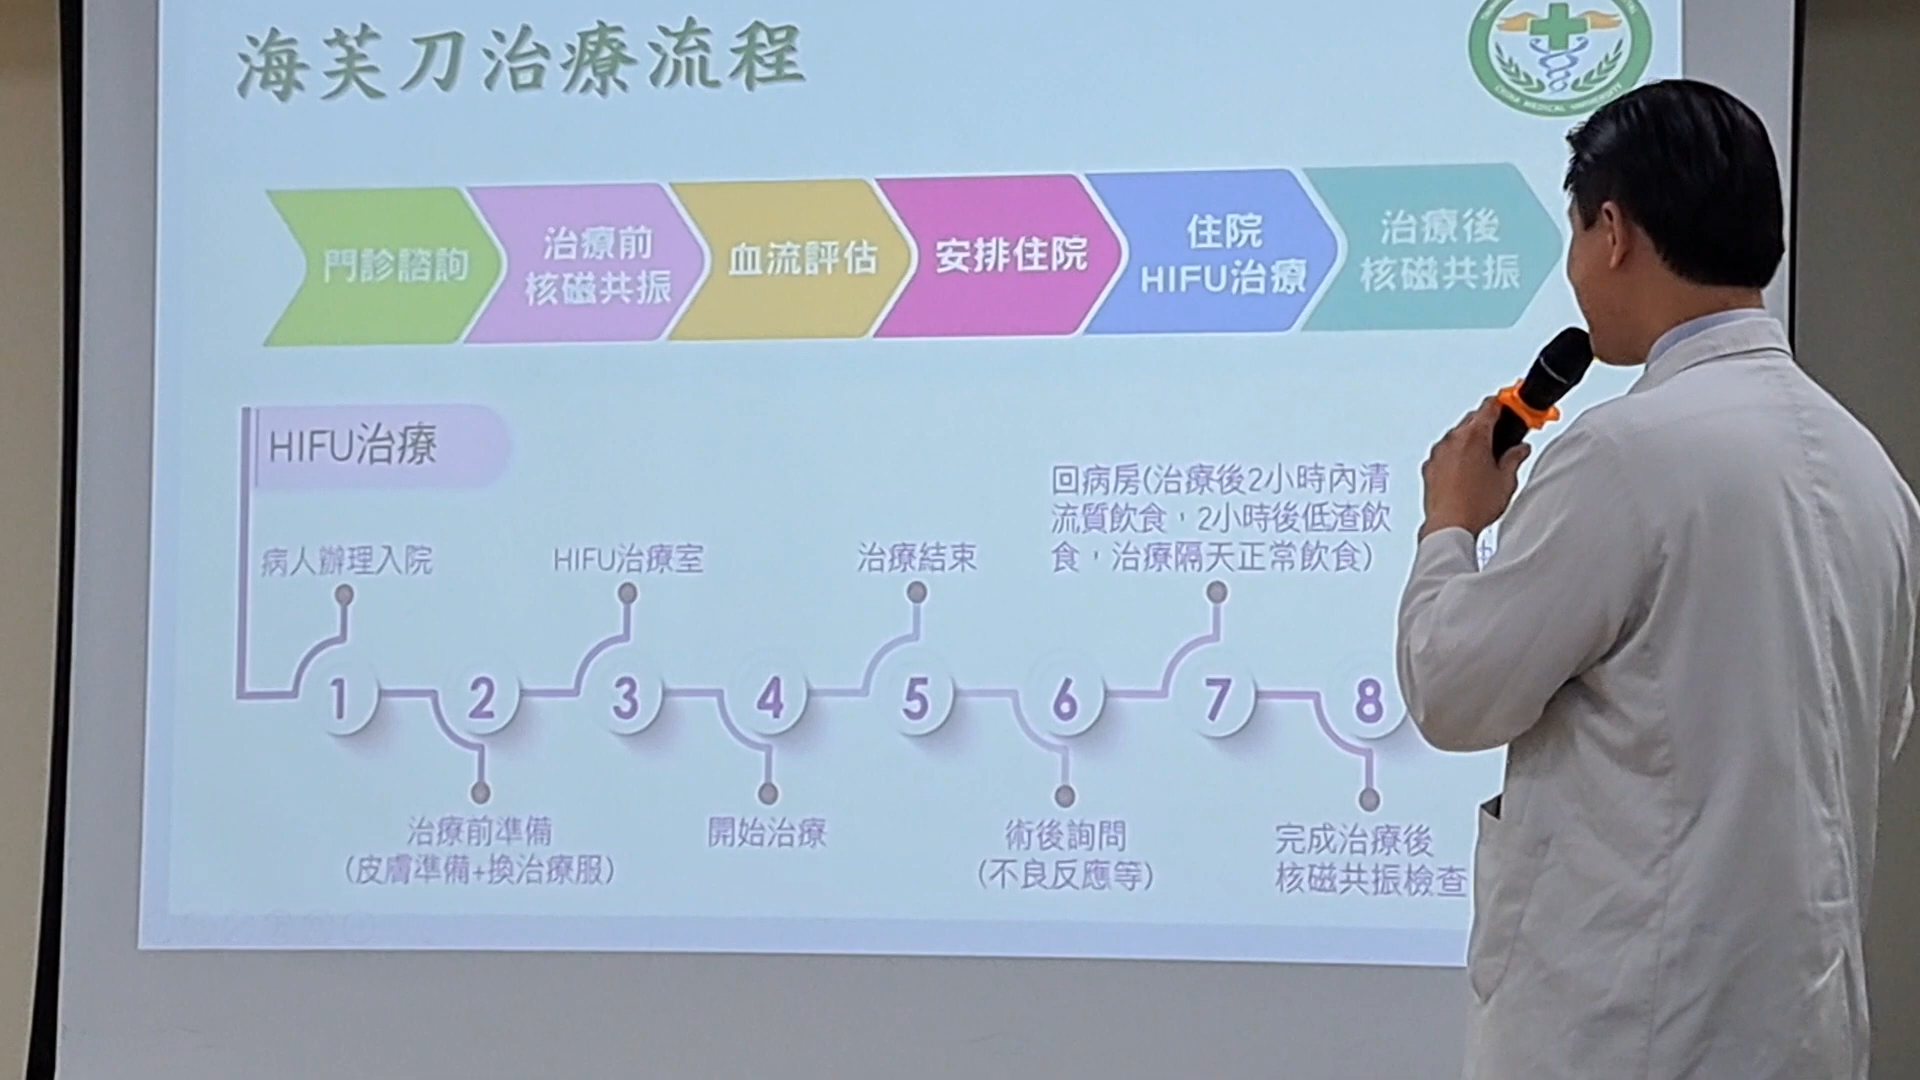 海芙刀治療流程
CHINA MEDICAL UNIVERSITY
門診諮詢
治療前
核磁共振
血流評估
安排住院
住院
HIFU治療
治療後
核磁共振
HIFU治療
病人辦理入院
HIFU治療室
治療結束
回病房(治療後2小時內清
流質飲食，2小時後低渣飲
食，治療隔天正常飲食)
1
2
3
4
5
6
7
8
治療前準備
(皮膚準備+換治療服)
開始治療
術後詢問
(不良反應等)
完成治療後
核磁共振檢查